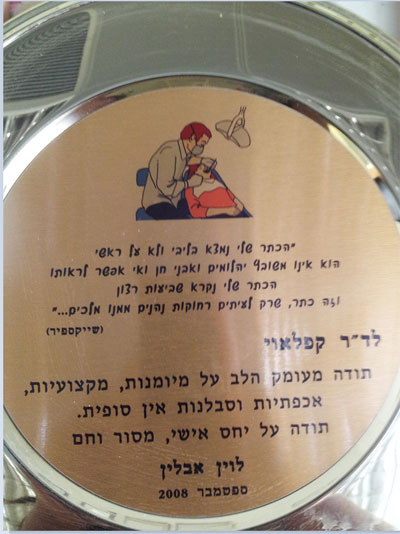 "הכתר שלי נמצא בליבי ולא על ראשי
הוא אינו משובץ יהלומים ואבני חן ואי אפשר לראותו
הכתר שלי נקרא שביעות רצון
וזה כתר, שרק לעיתים רחוקות נהנים ממנו מלכים..."
(שייקספיר)
לד"ר קפלאוי
תודה מעומק הלב על מיומנות, מקצועיות,
אכפתיות וסבלנות אין סופית.
תודה על יחס אישי, מסור וחם
לוין אבלין
ספטמבר 2008